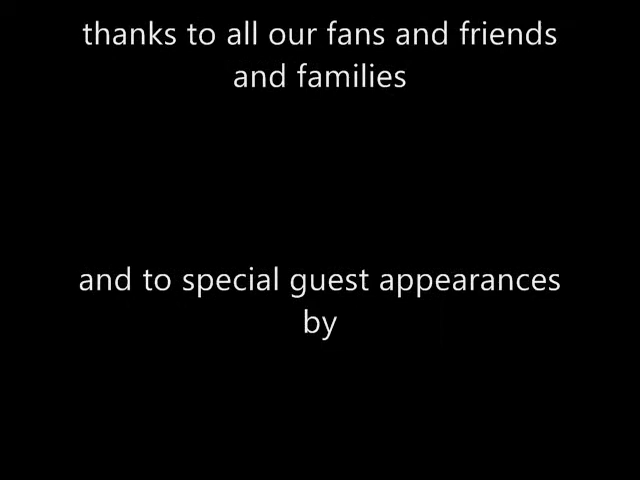 thanks to all our fans and friends
and families
and to special guest appearances
by